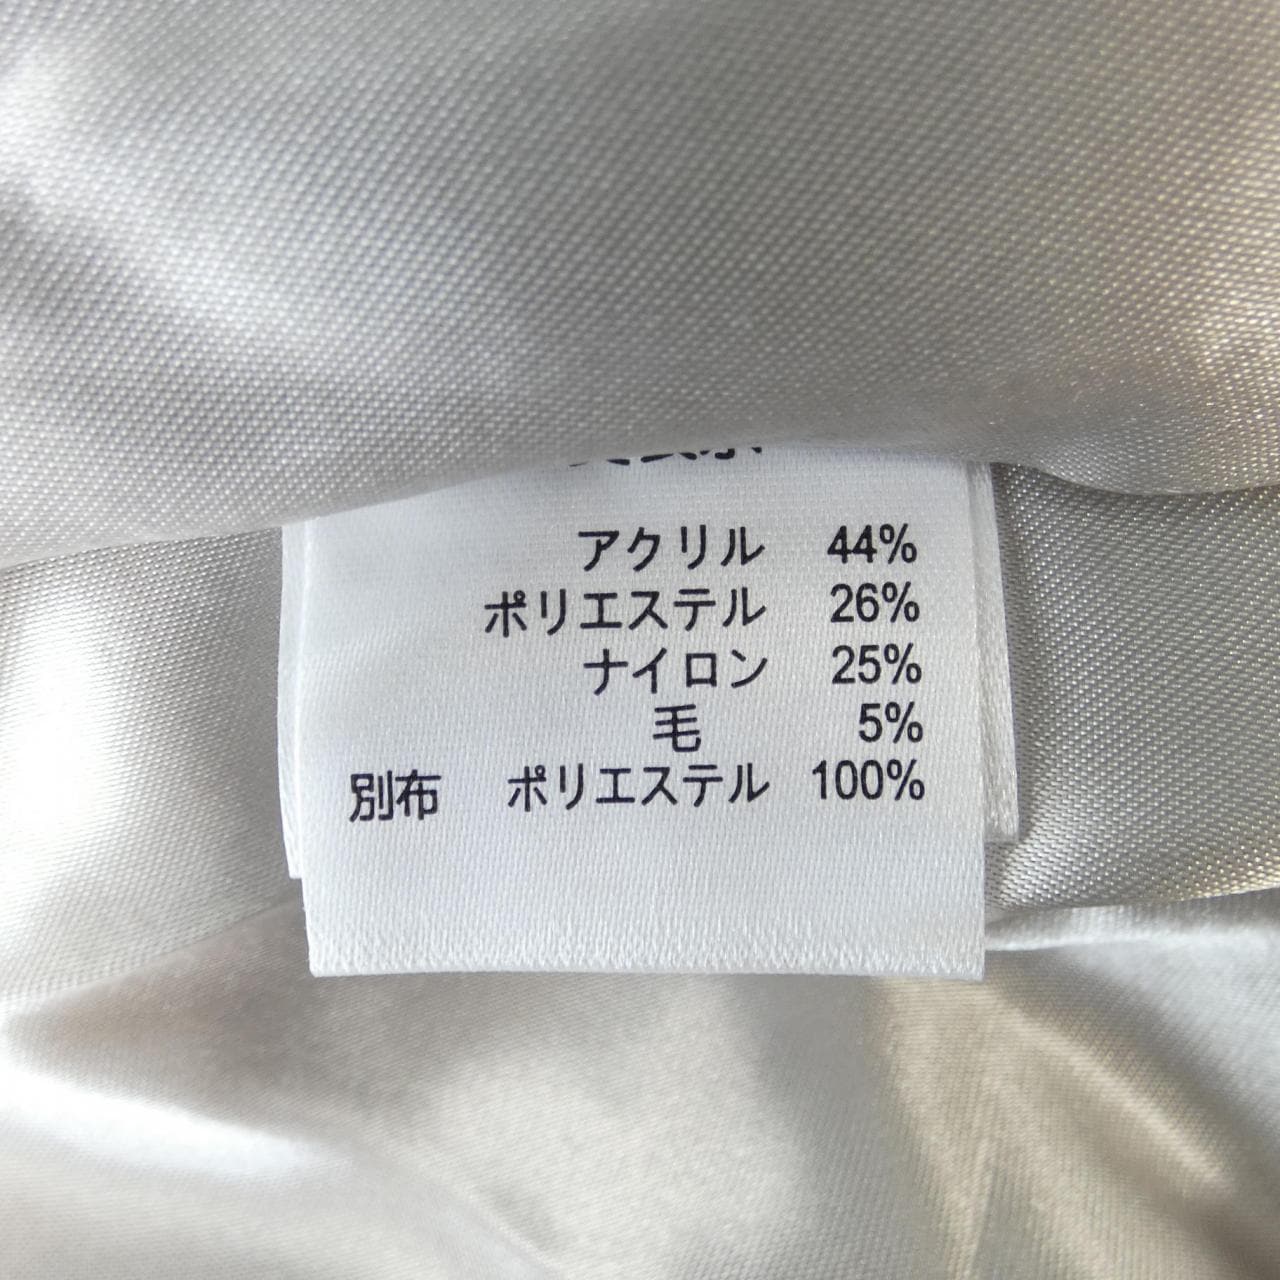 アクリル 44%
ポリエステル 26%
ナイロン 25%
毛 5%
別布 ポリエステル 100%